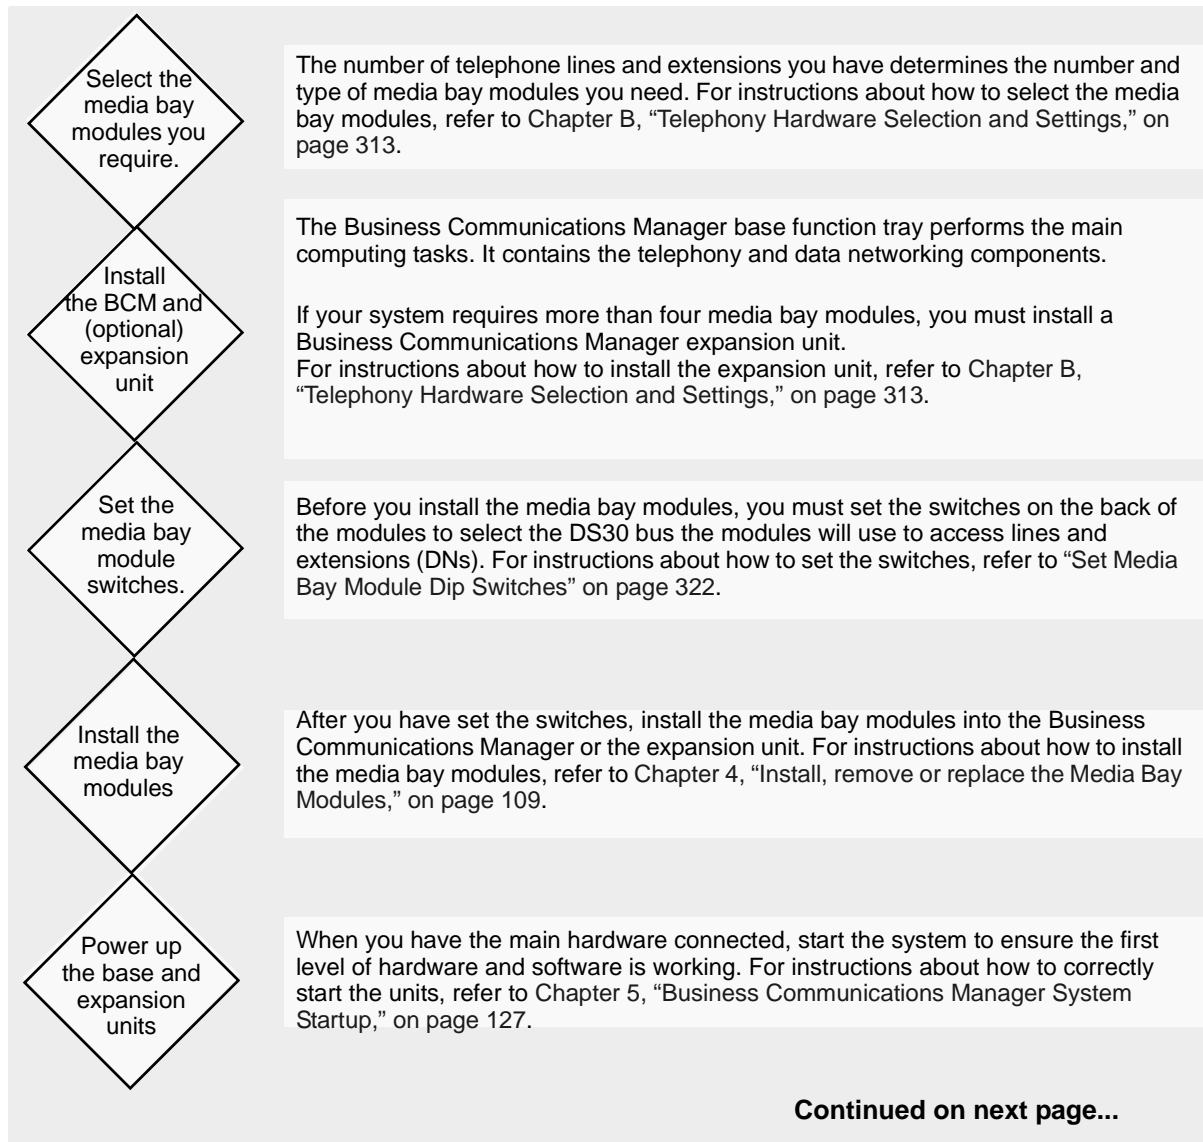 Select the
media bay
modules you
require.
The number of telephone lines and extensions you have determines the number and
type of media bay modules you need. For instructions about how to select the media
bay modules, refer to Chapter B, “Telephony Hardware Selection and Settings,” on
page 313.
Install
the BCM and
(optional)
expansion
unit
The Business Communications Manager base function tray performs the main
computing tasks. It contains the telephony and data networking components.
If your system requires more than four media bay modules, you must install a
Business Communications Manager expansion unit.
For instructions about how to install the expansion unit, refer to Chapter B,
“Telephony Hardware Selection and Settings,” on page 313.
Set the
media bay
module
switches.
Before you install the media bay modules, you must set the switches on the back of
the modules to select the DS30 bus the modules will use to access lines and
extensions (DNs). For instructions about how to set the switches, refer to “Set Media
Bay Module Dip Switches” on page 322.
Install the
media bay
modules
After you have set the switches, install the media bay modules into the Business
Communications Manager or the expansion unit. For instructions about how to install
the media bay modules, refer to Chapter 4, “Install, remove or replace the Media Bay
Modules,” on page 109.
Power up
the base and
expansion
units
When you have the main hardware connected, start the system to ensure the first
level of hardware and software is working. For instructions about how to correctly
start the units, refer to Chapter 5, “Business Communications Manager System
Startup,” on page 127.
Continued on next page...